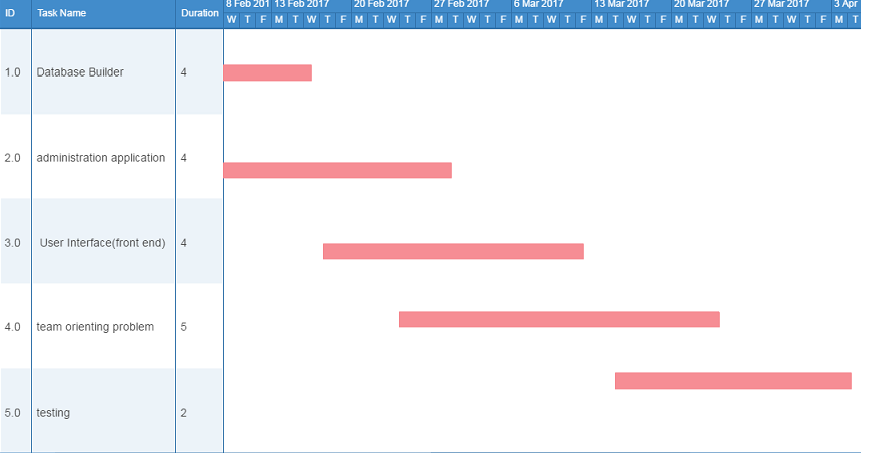 ID Task Name Duration 8 Feb 201 13 Feb 2017 20 Feb 2017 27 Feb 2017 6 Mar 2017 13 Mar 2017 20 Mar 2017 27 Mar 2017 3 Apr
W T F M T W T F M T W T F M T W T F M T W T F M T W T F M T W T F M T W T F M T
1.0 Database Builder 4
2.0 administration application 4
3.0 User Interface(front end) 4
4.0 team orienting problem 5
5.0 testing 2